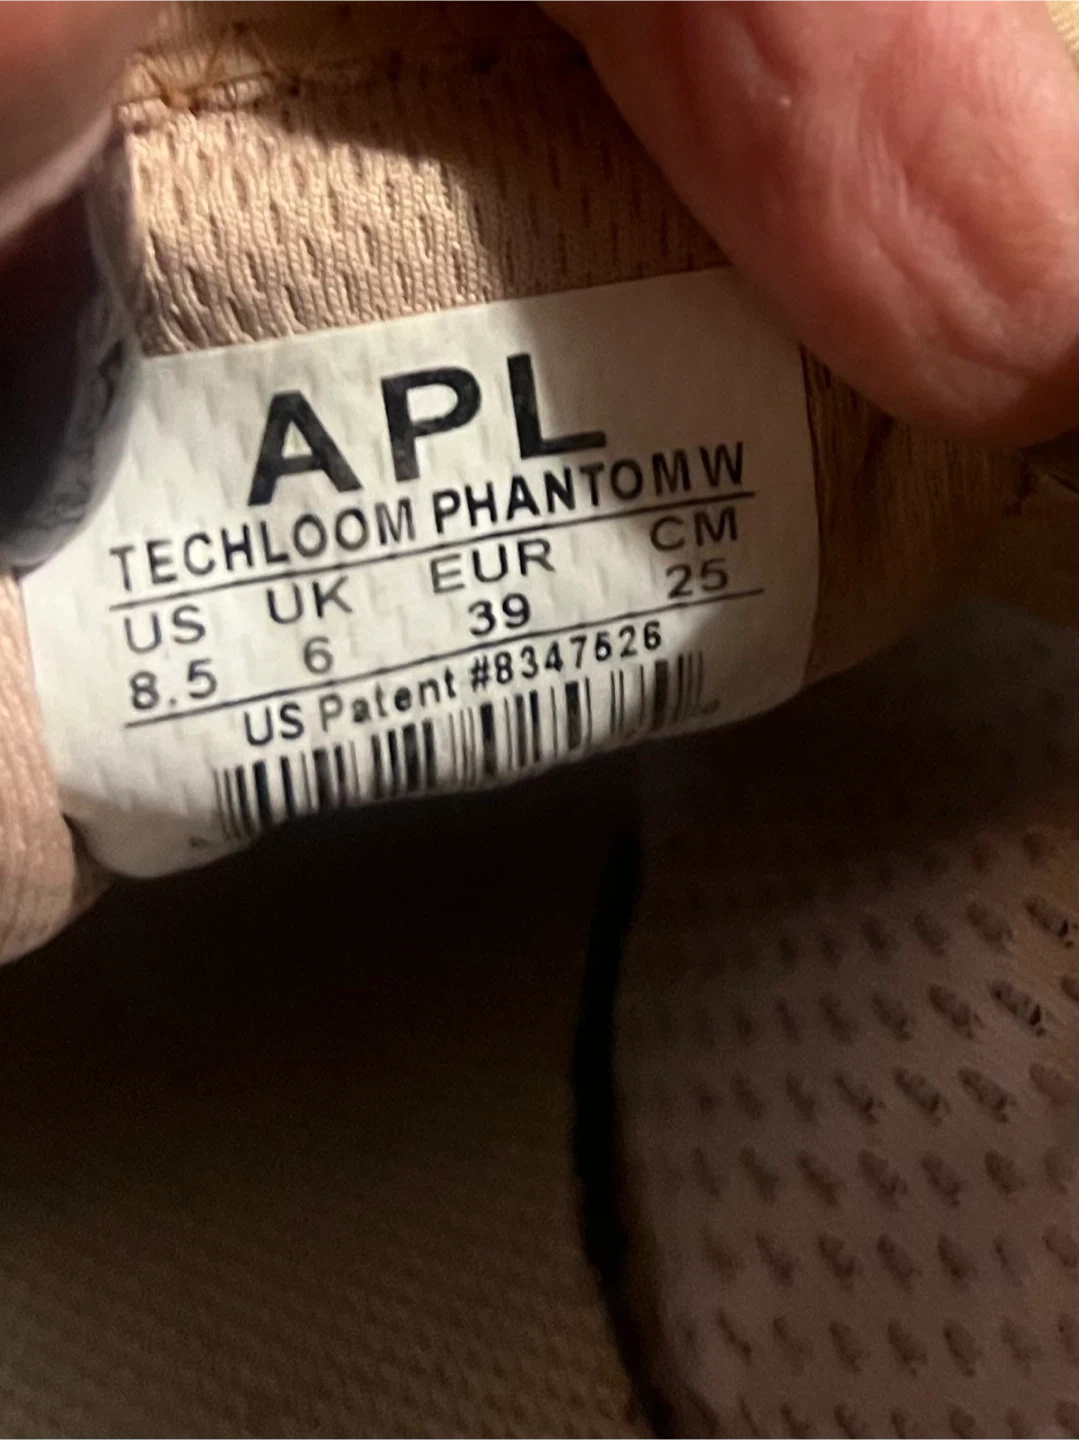 APL
TECHLOOM PHANTOM W
US UK EUR CM
8.5 6 39 25
US Patent #8347526